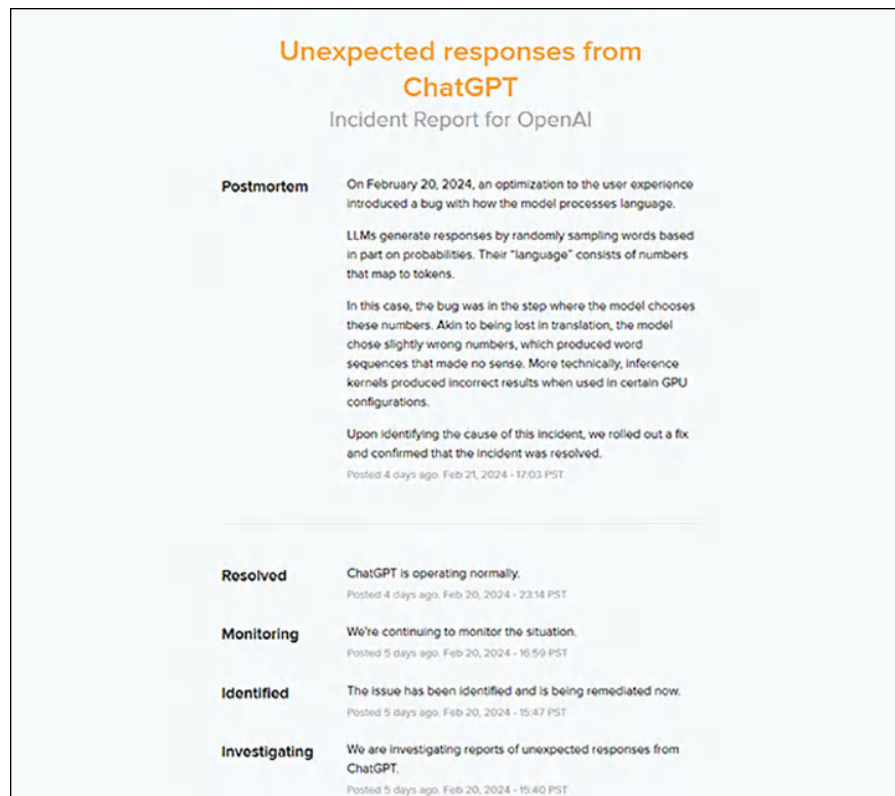 Unexpected responses from
ChatGPT
Incident Report for OpenAI
Postmortem
On February 20, 2024, an optimization to the user experience
introduced a bug with how the model processes language.
LLMs generate responses by randomly sampling words based
in part on probabilities. Their "language" consists of numbers
that map to tokens.
In this case, the bug was in the step where the model chooses
these numbers. Akin to being lost in translation, the model
chose slightly wrong numbers, which produced word
sequences that made no sense. More technically, inference
kernels produced incorrect results when used in certain GPU
configurations.
Upon identifying the cause of this incident, we rolled out a fix
and confirmed that the incident was resolved.
Posted 4 days ago. Feb 21, 2024 - 17:03 PST
Resolved
ChatGPT is operating normally.
Posted 4 days ago. Feb 20, 2024 - 23:14 PST
Monitoring
We're continuing to monitor the situation.
Posted 5 days ago. Feb 20, 2024 - 16:59 PST
Identified
The issue has been identified and is being remediated now.
Posted 5 days ago. Feb 20, 2024 - 15:47 PST
Investigating
We are investigating reports of unexpected responses from
ChatGPT.
Posted 5 days ago. Feb 20, 2024 - 15:40 PST